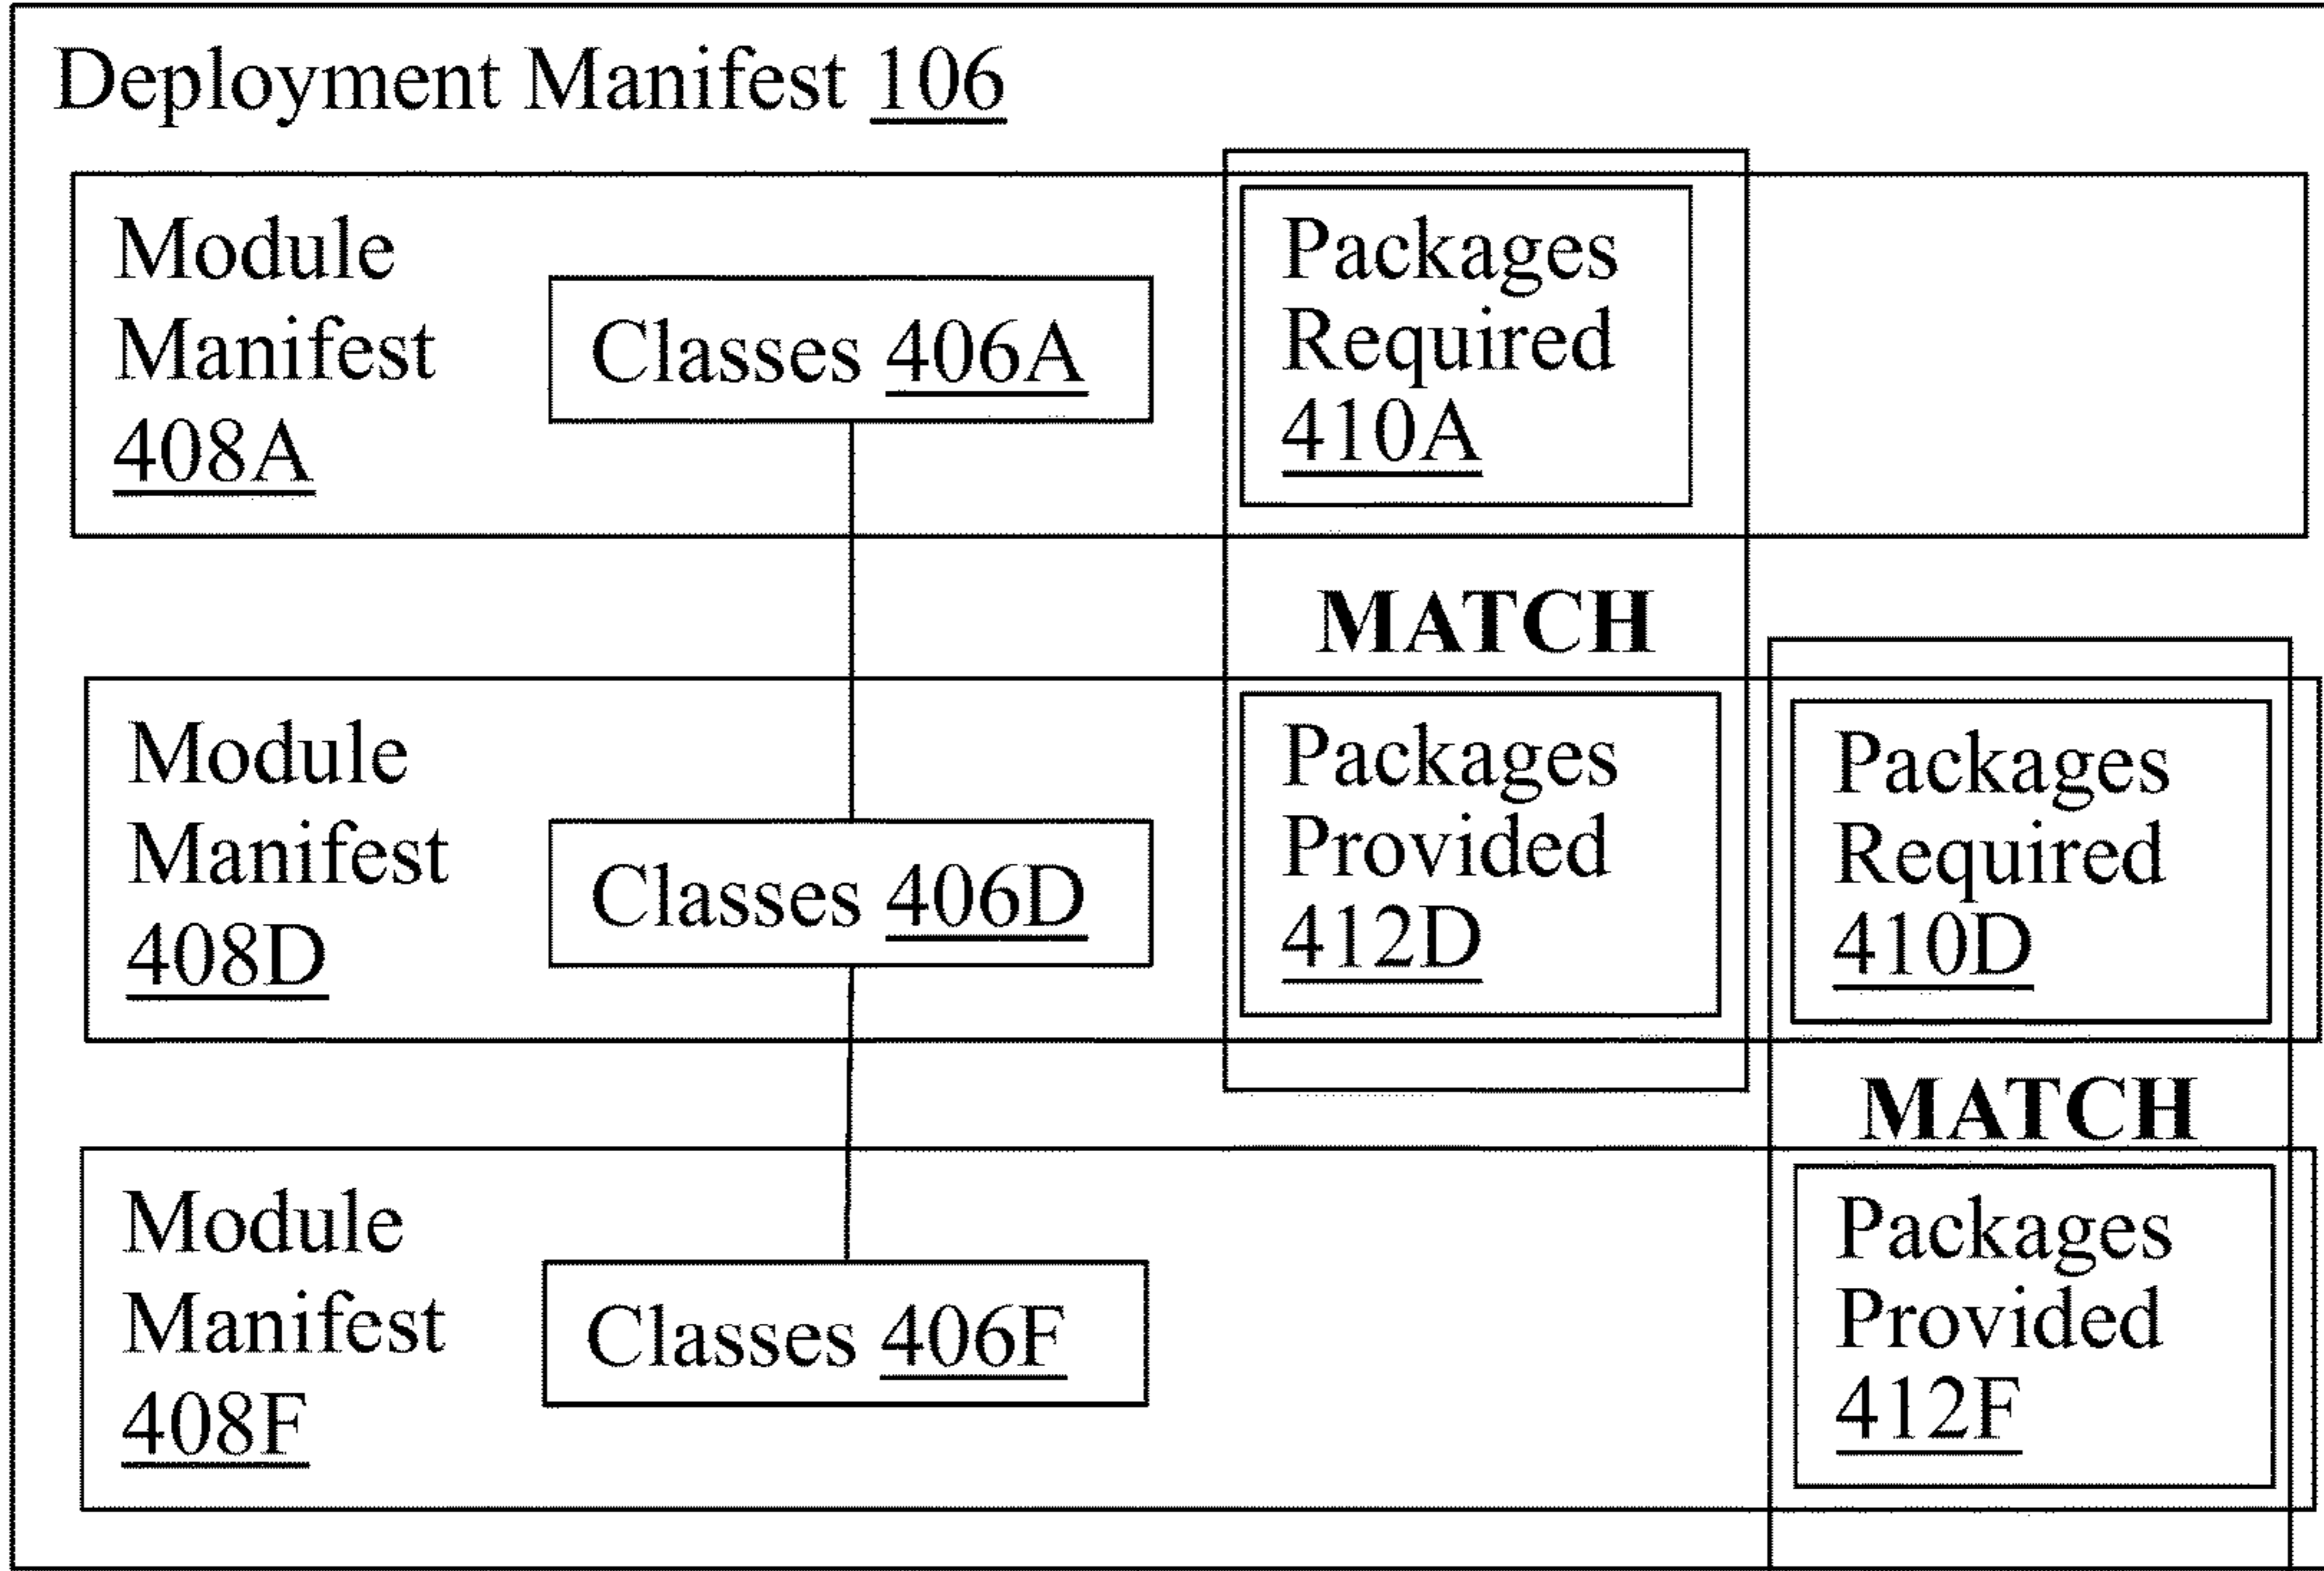 Deployment Manifest 106
Module
Manifest
408A
Classes 406A
Packages
Required
410A
MATCH
Module
Manifest
408D
Classes 406D
Packages
Provided
412D
Packages
Required
410D
MATCH
Module
Manifest
408F
Classes 406F
Packages
Provided
412F